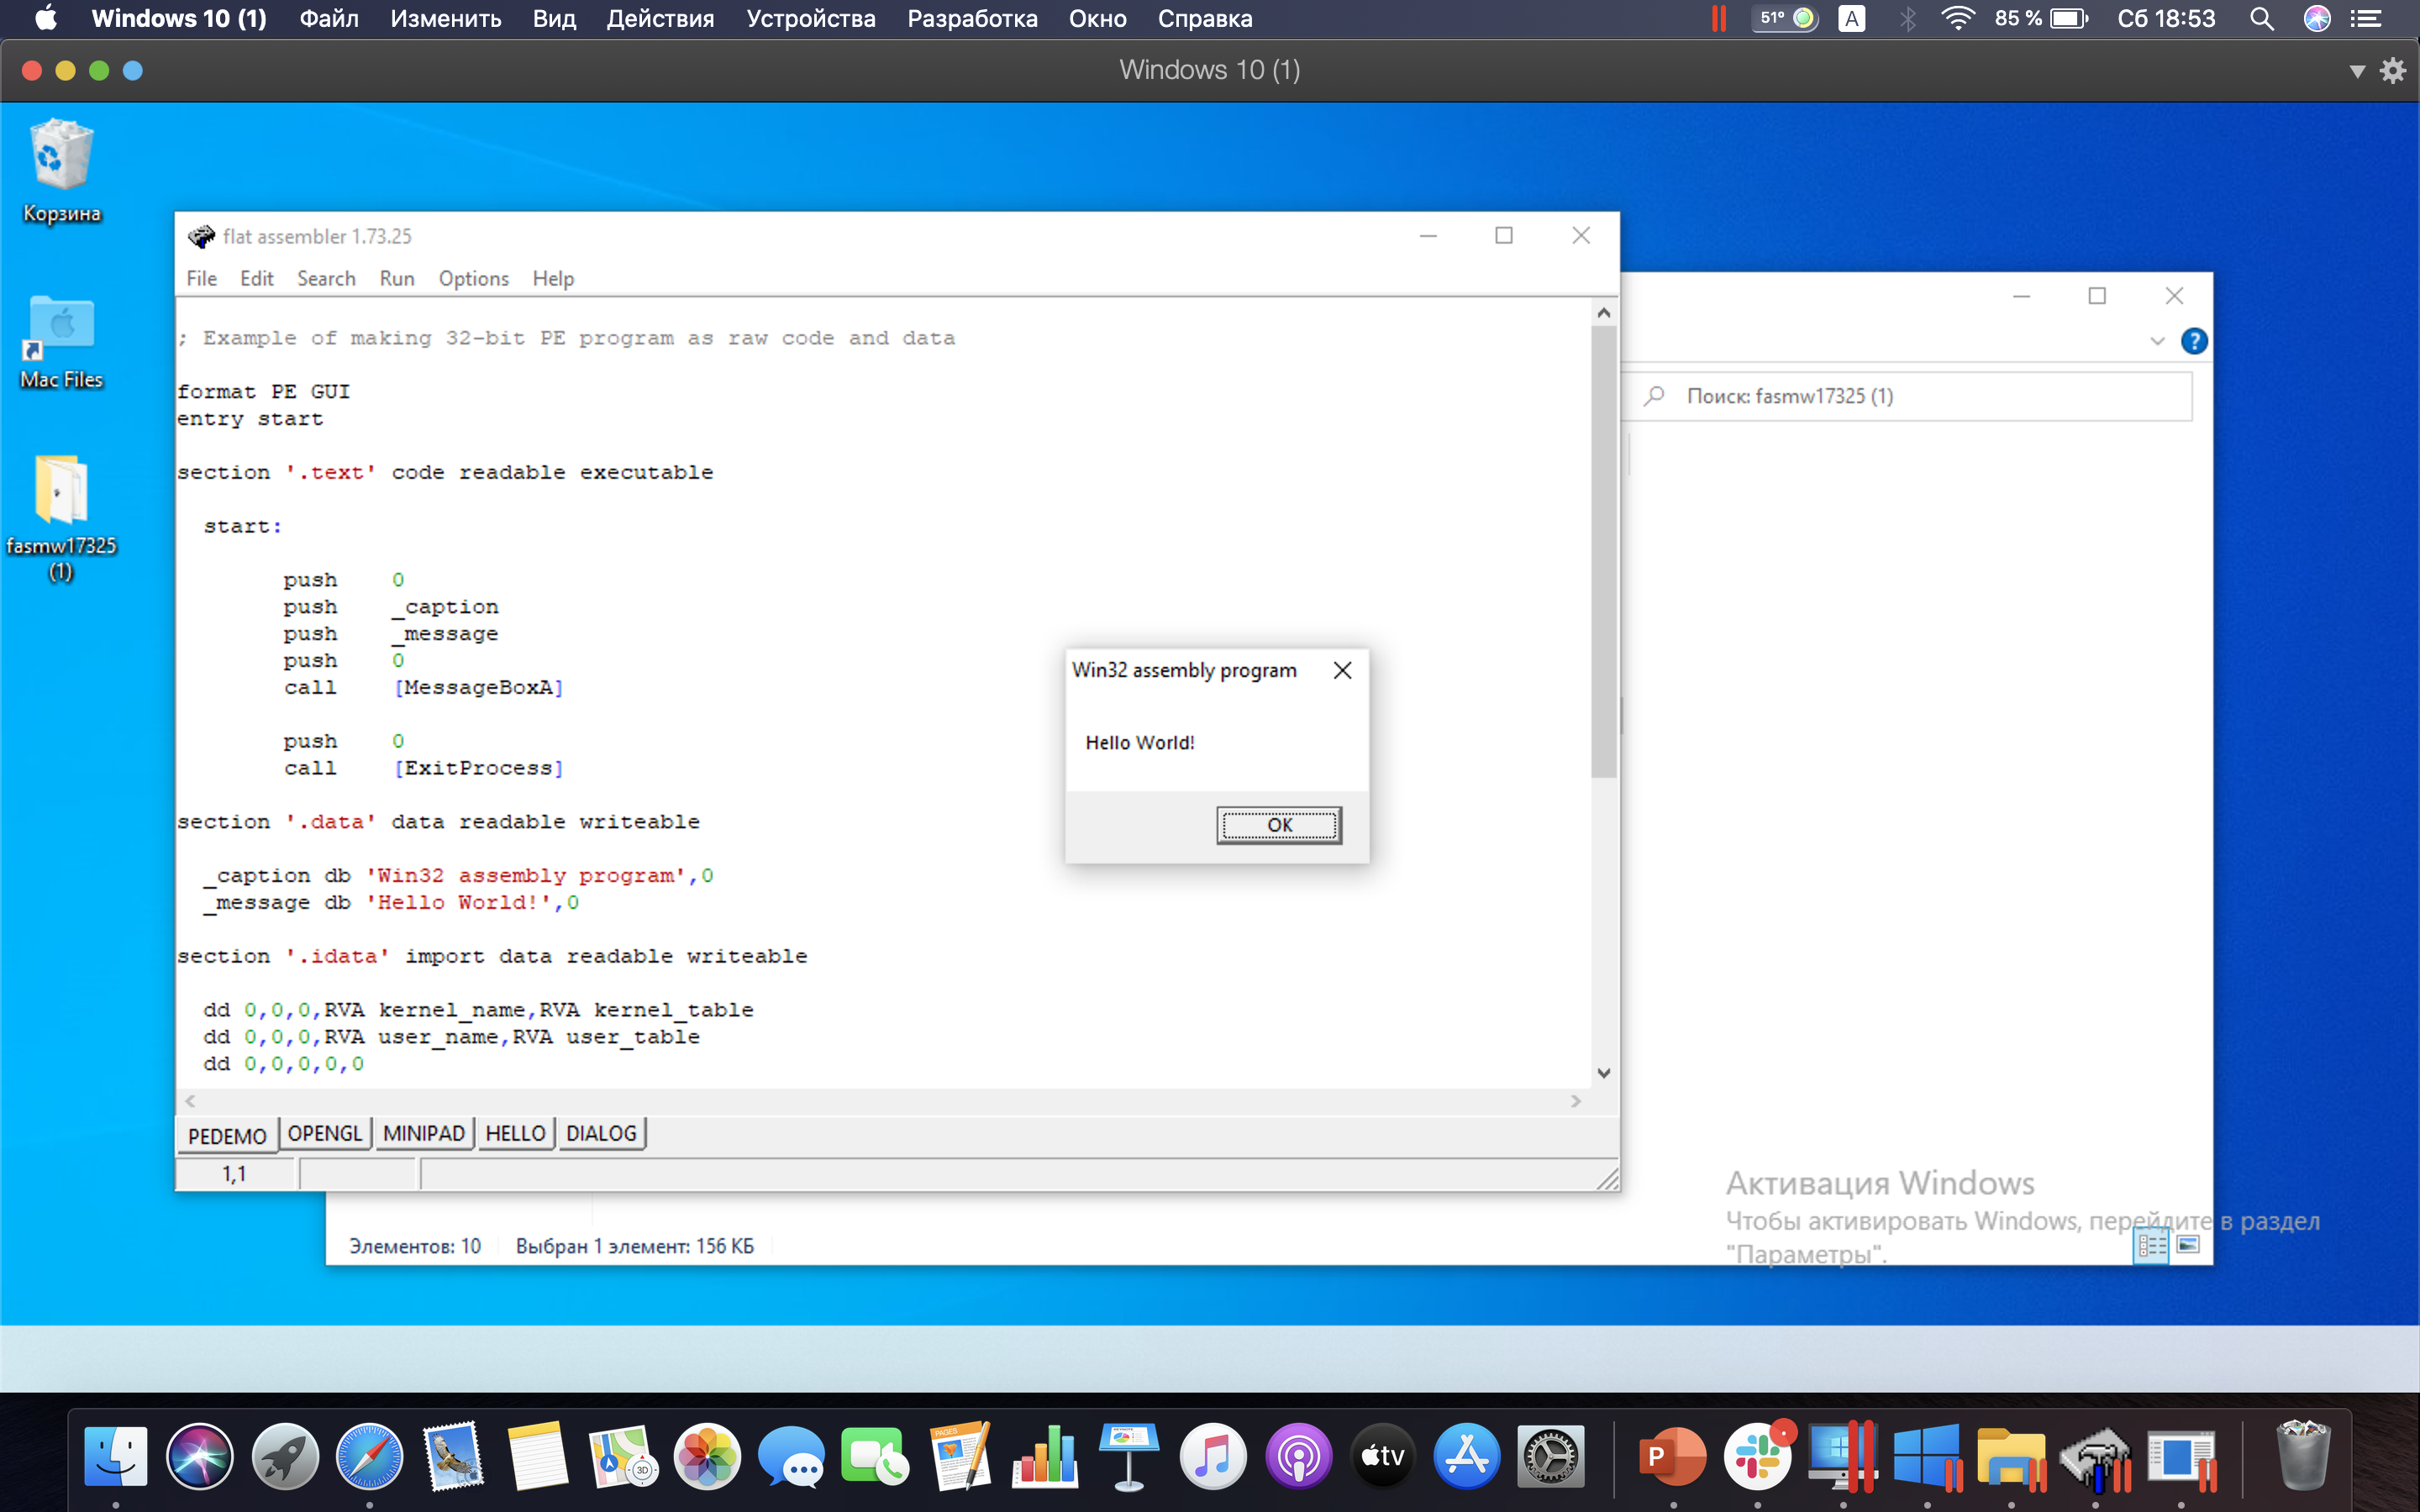 Windows 10 (1) Файл Изменить Вид Действия Устройства Разработка Окно Справка 51° A 85 % Сб 18:53
Windows 10 (1)
Корзина
Mac Files
fasmw17325
(1)
flat assembler 1.73.25
File Edit Search Run Options Help
; Example of making 32-bit PE program as raw code and data
format PE GUI
entry start
section '.text' code readable executable
start:
push 0
push _caption
push _message
push 0
call [MessageBoxA]
push 0
call [ExitProcess]
section '.data' data readable writeable
_caption db 'Win32 assembly program',0
_message db 'Hello World!',0
section '.idata' import data readable writeable
dd 0,0,0,RVA kernel_name,RVA kernel_table
dd 0,0,0,RVA user_name,RVA user_table
dd 0,0,0,0,0
PEDEMO OPENGL MINIPAD HELLO DIALOG
1,1
Win32 assembly program
Hello World!
OK
?
Поиск: fasmw17325 (1)
Элементов: 10 Выбран 1 элемент: 156 КБ
Активация Windows
Чтобы активировать Windows, перейдите в раздел
"Параметры".
3D
PAGES
tv
P